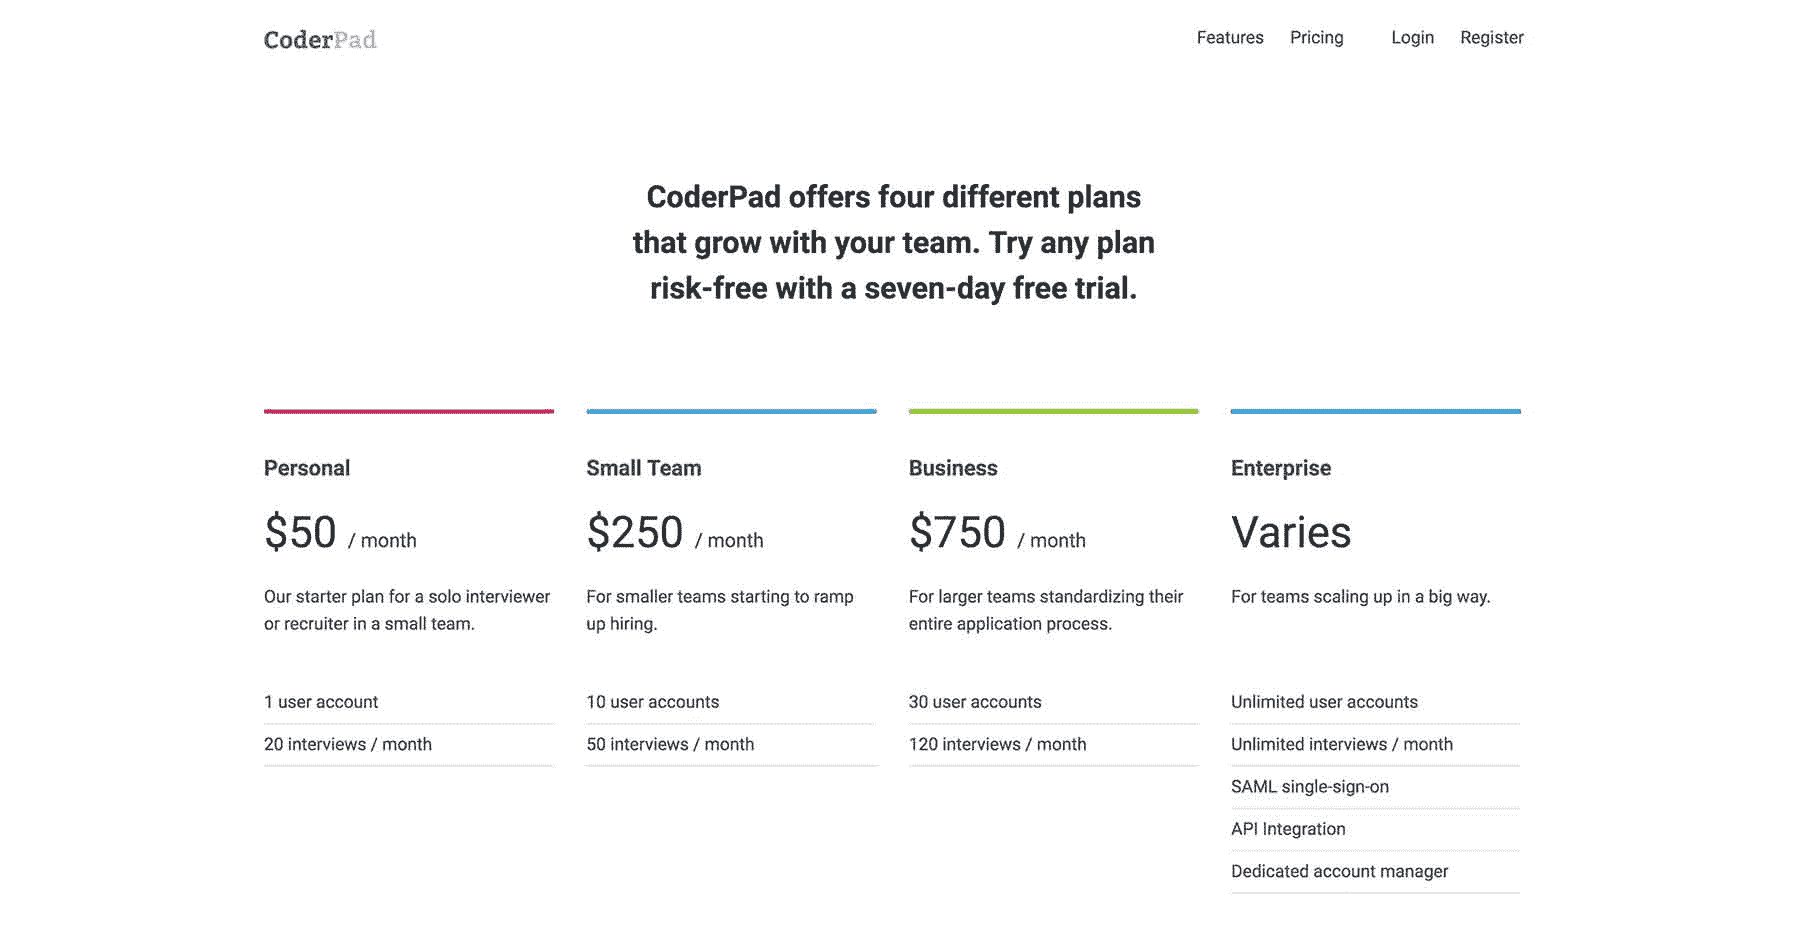 CoderPad
Features Pricing Login Register
CoderPad offers four different plans
that grow with your team. Try any plan
risk-free with a seven-day free trial.
Personal
$50 / month
Our starter plan for a solo interviewer
or recruiter in a small team.
1 user account
20 interviews / month
Small Team
$250 / month
For smaller teams starting to ramp
up hiring.
10 user accounts
50 interviews / month
Business
$750 / month
For larger teams standardizing their
entire application process.
30 user accounts
120 interviews / month
Enterprise
Varies
For teams scaling up in a big way.
Unlimited user accounts
Unlimited interviews / month
SAML single-sign-on
API Integration
Dedicated account manager